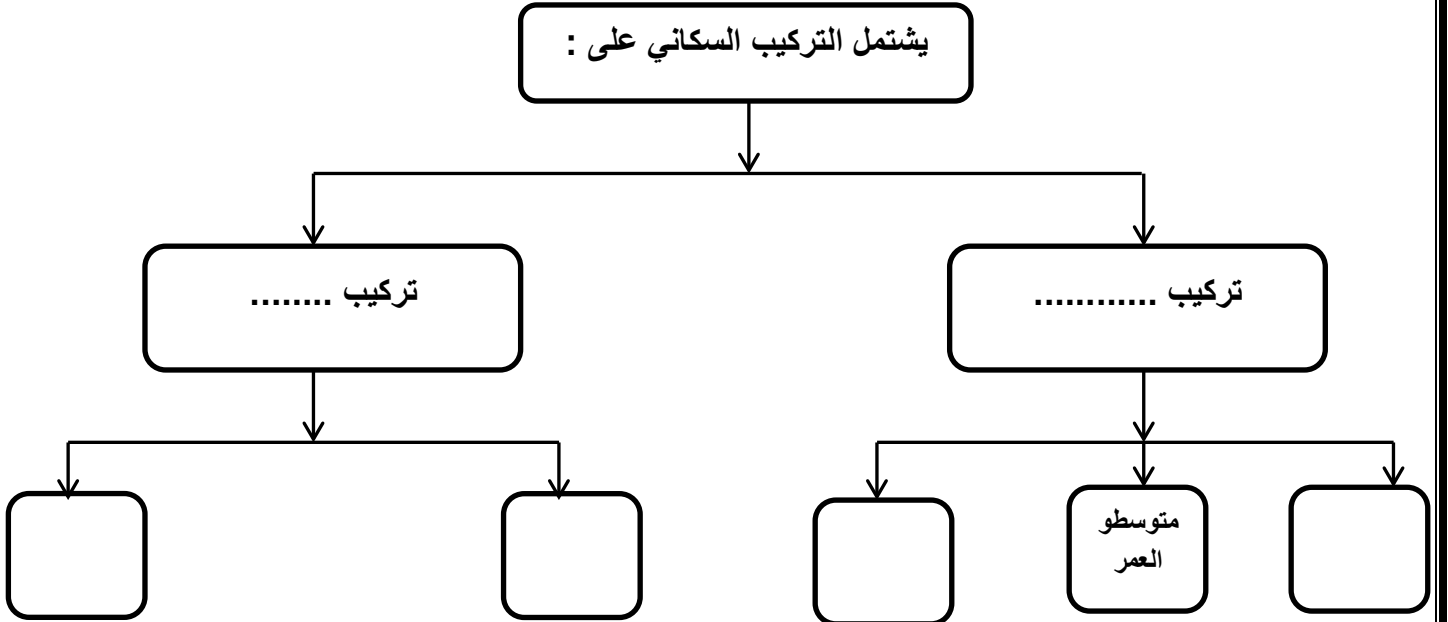 يشتمل التركيب السكاني على :
تركيب ............
تركيب ........
متوسطو
العمر